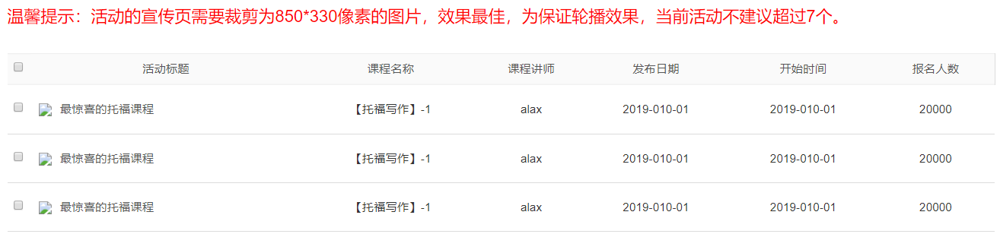 温馨提示：活动的宣传页需要裁剪为850*330像素的图片，效果最佳，为保证轮播效果，当前活动不建议超过7个。
活动标题 课程名称 课程讲师 发布日期 开始时间 报名人数
最惊喜的托福课程 【托福写作】-1 alax 2019-010-01 2019-010-01 20000
最惊喜的托福课程 【托福写作】-1 alax 2019-010-01 2019-010-01 20000
最惊喜的托福课程 【托福写作】-1 alax 2019-010-01 2019-010-01 20000